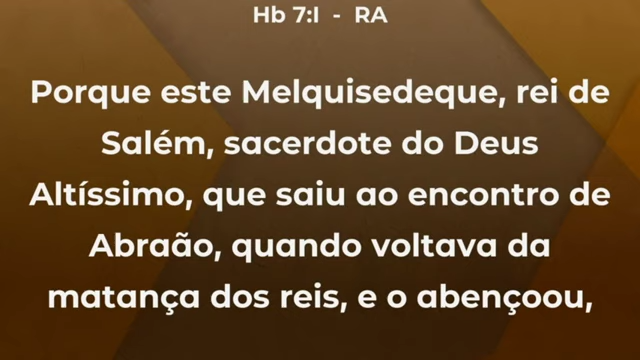 Hb 7:1 - RA
Porque este Melquisedeque, rei de
Salém, sacerdote do Deus
Altíssimo, que saiu ao encontro de
Abraão, quando voltava da
matança dos reis, e o abençoou,